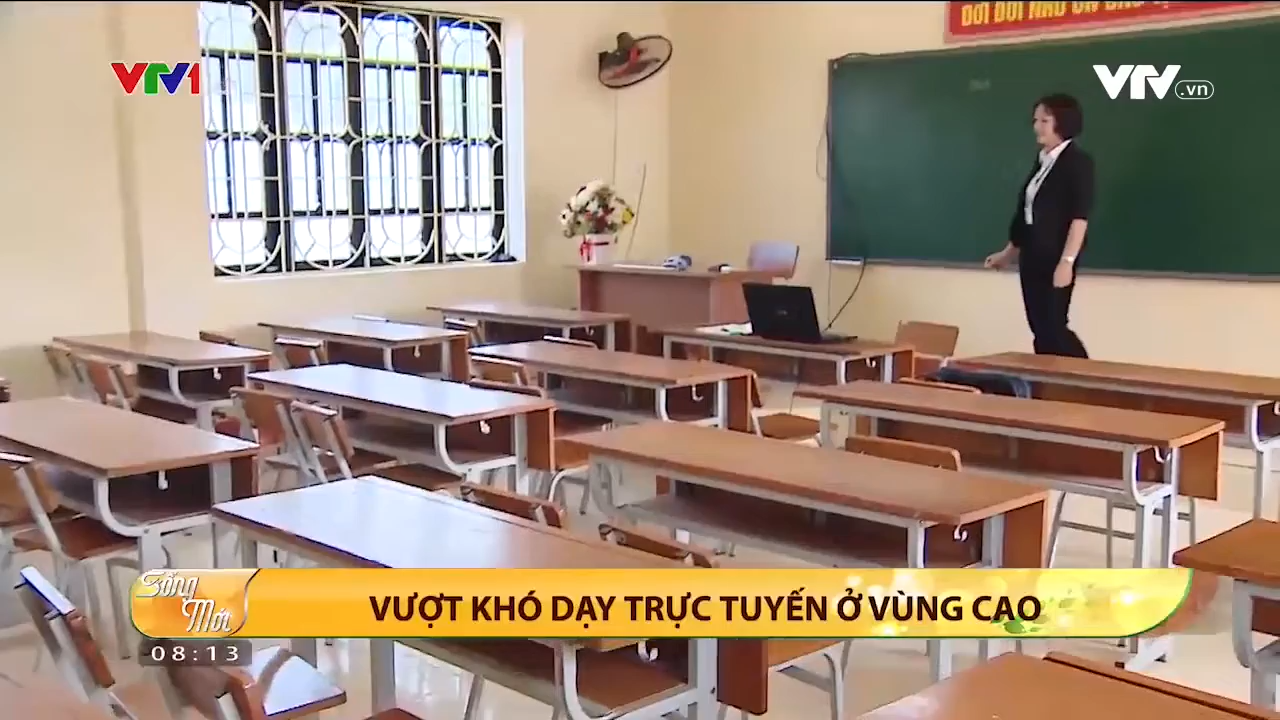 VTV1
VTV.vn
Sống Mới
VƯỢT KHÓ DẠY TRỰC TUYẾN Ở VÙNG CAO
08:13